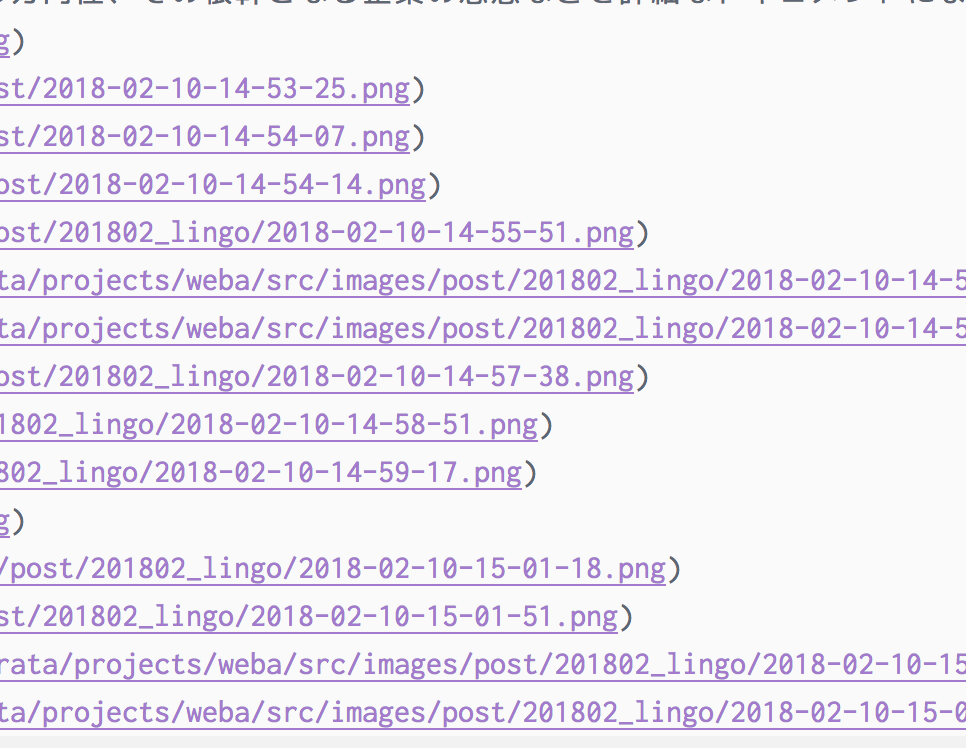 g)
st/2018-02-10-14-53-25.png)
st/2018-02-10-14-54-07.png)
ost/2018-02-10-14-54-14.png)
ost/201802_lingo/2018-02-10-14-55-51.png)
ta/projects/weba/src/images/post/201802_lingo/2018-02-10-14-5
ta/projects/weba/src/images/post/201802_lingo/2018-02-10-14-5
ost/201802_lingo/2018-02-10-14-57-38.png)
1802_lingo/2018-02-10-14-58-51.png)
802_lingo/2018-02-10-14-59-17.png)
g)
/post/201802_lingo/2018-02-10-15-01-18.png)
st/201802_lingo/2018-02-10-15-01-51.png)
rata/projects/weba/src/images/post/201802_lingo/2018-02-10-15
ta/projects/weba/src/images/post/201802_lingo/2018-02-10-15-0